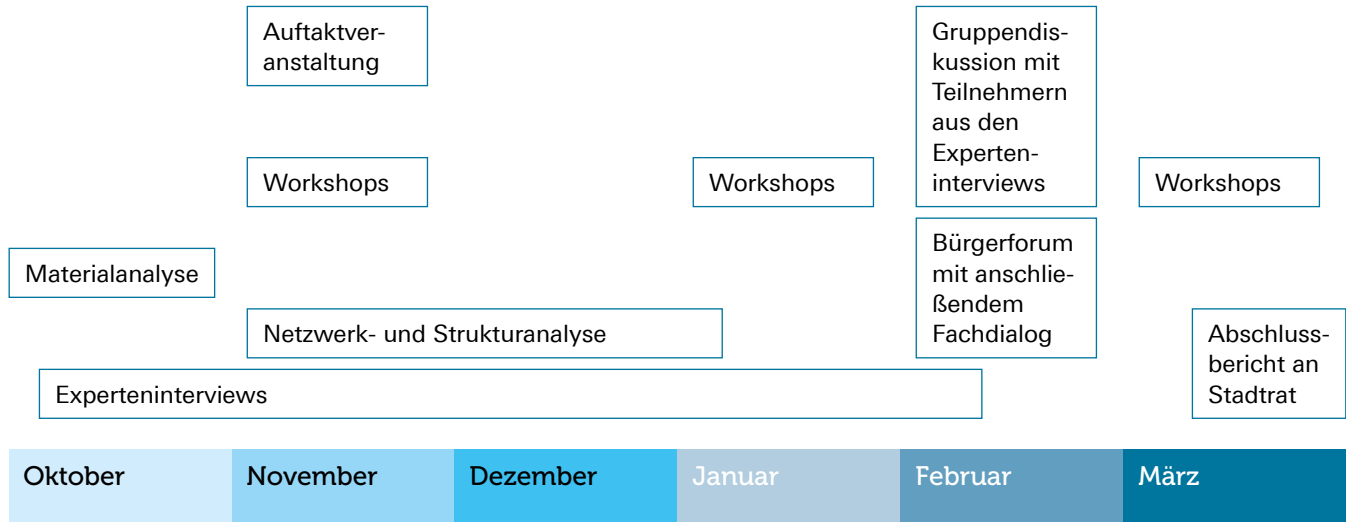 Auftaktver-
anstaltung
Gruppendis-
kussion mit
Teilnehmern
aus den
Experten-
interviews
Workshops
Workshops
Workshops
Materialanalyse
Bürgerforum
mit anschlie-
ßendem
Fachdialog
Netzwerk- und Strukturanalyse
Abschluss-
bericht an
Stadtrat
Experteninterviews
Oktober
November
Dezember
Januar
Februar
März